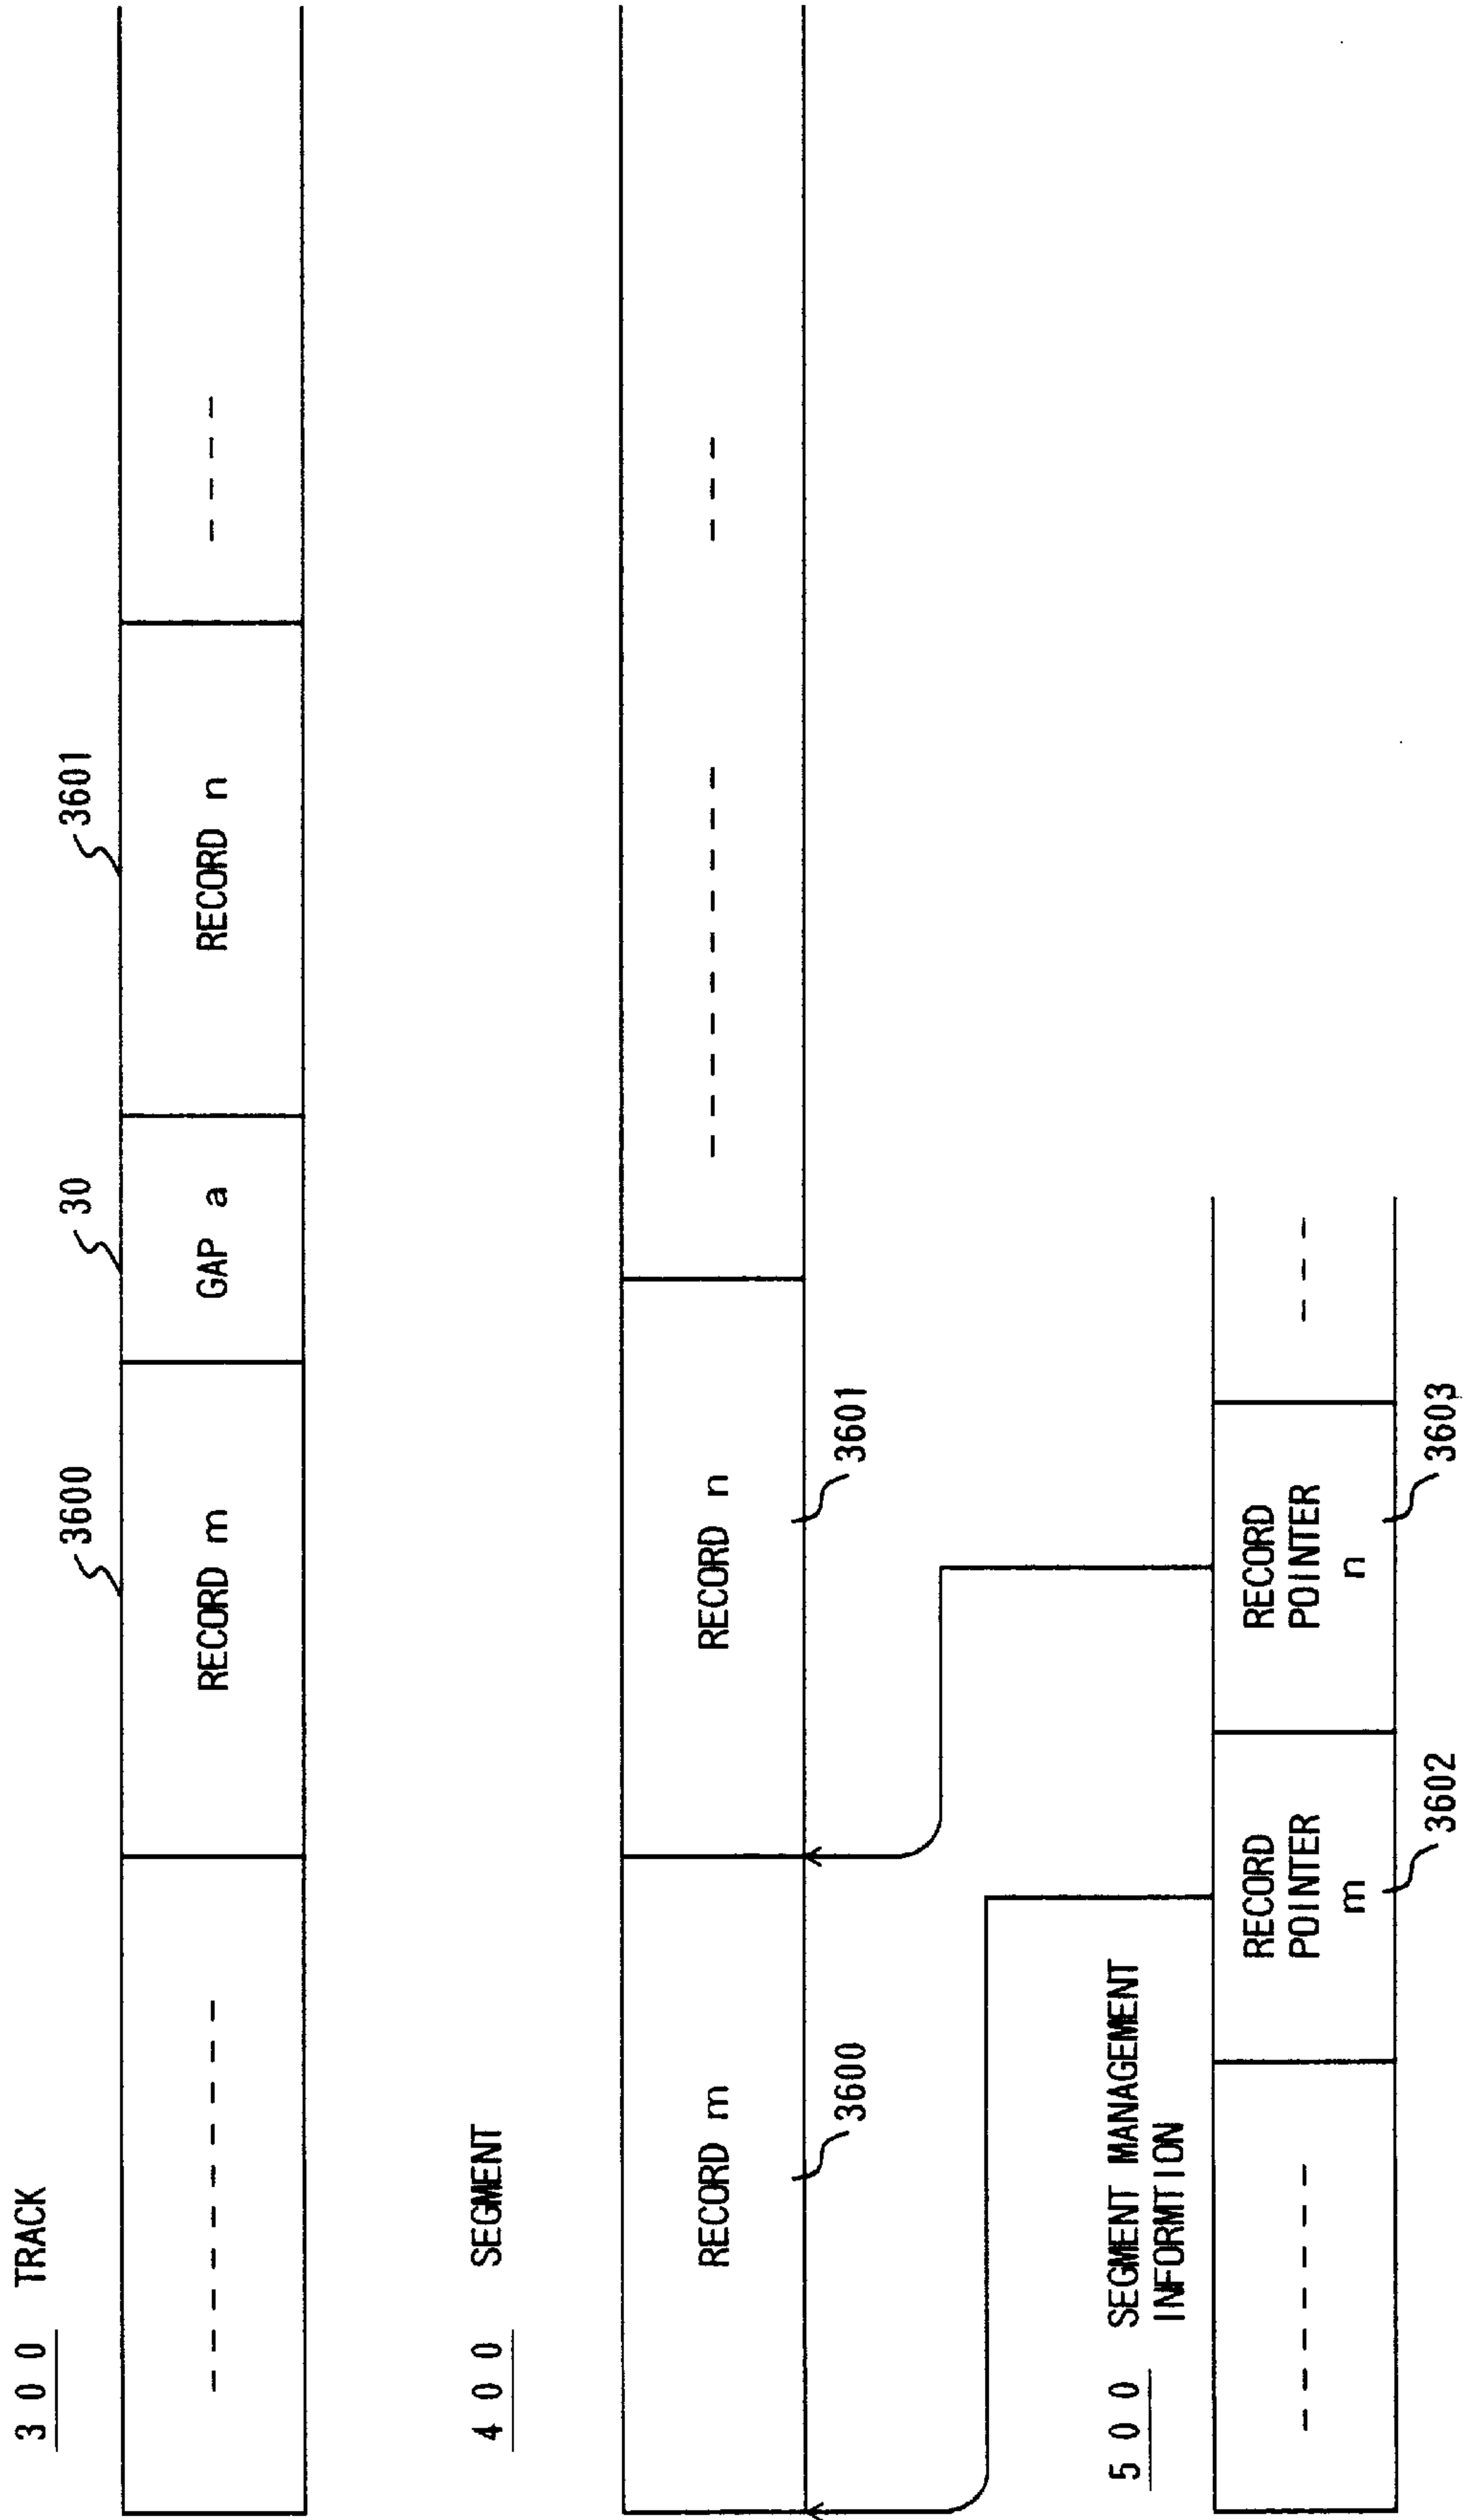 300 TRACK
3600
30
3601
RECORD m
GAP a
RECORD n
400 SEGMENT
RECORD m
RECORD n
3600
3601
500 SEGMENT MANAGEMENT
INFORMTION
RECORD
POINTER
m
RECORD
POINTER
n
3602
3603